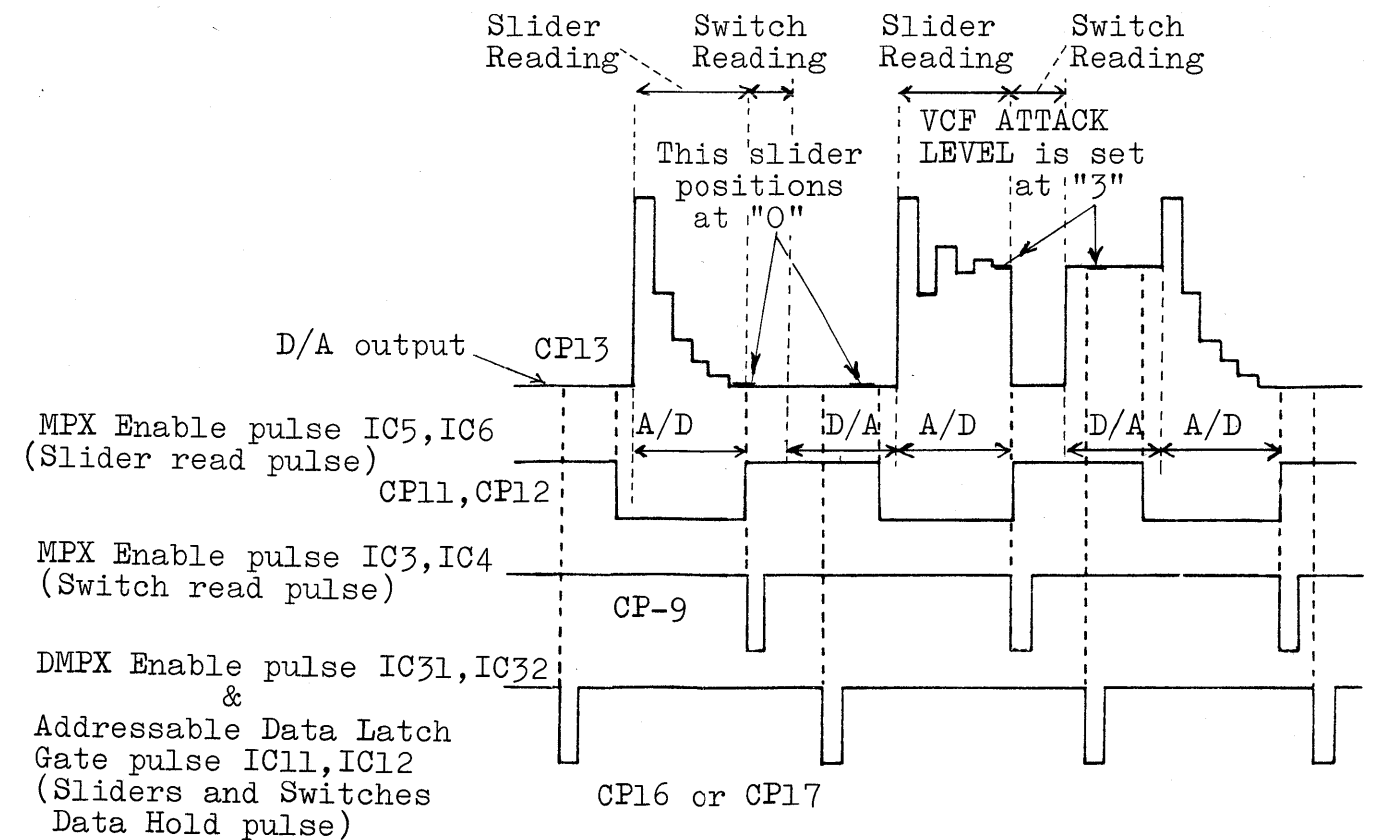 Slider
Reading
Switch
Reading
Slider
Reading
Switch
Reading
This slider
positions
at "0"
VCF ATTACK
LEVEL is set
at "3"
D/A output
CP13
A/D
D/A
A/D
D/A
A/D
MPX Enable pulse IC5,IC6
(Slider read pulse)
CP11,CP12
MPX Enable pulse IC3,IC4
(Switch read pulse)
CP-9
DMPX Enable pulse IC31,IC32
&
Addressable Data Latch
Gate pulse IC11,IC12
(Sliders and Switches
Data Hold pulse)
CP16 or CP17